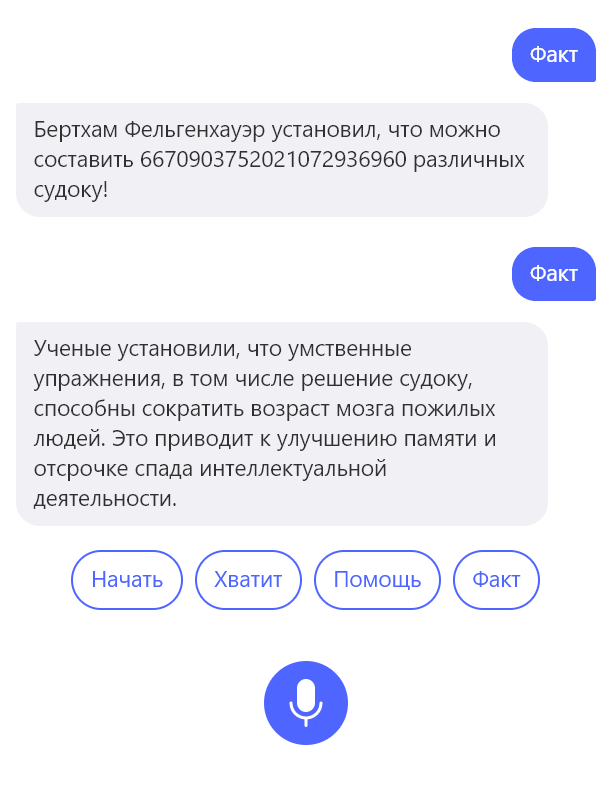 Факт
Бертхам Фельгенхауэр установил, что можно
составить 6670903752021072936960 различных
судоку!
Факт
Ученые установили, что умственные
упражнения, в том числе решение судоку,
способны сократить возраст мозга пожилых
людей. Это приводит к улучшению памяти и
отсрочке спада интеллектуальной
деятельности.
Начать Хватит Помощь Факт